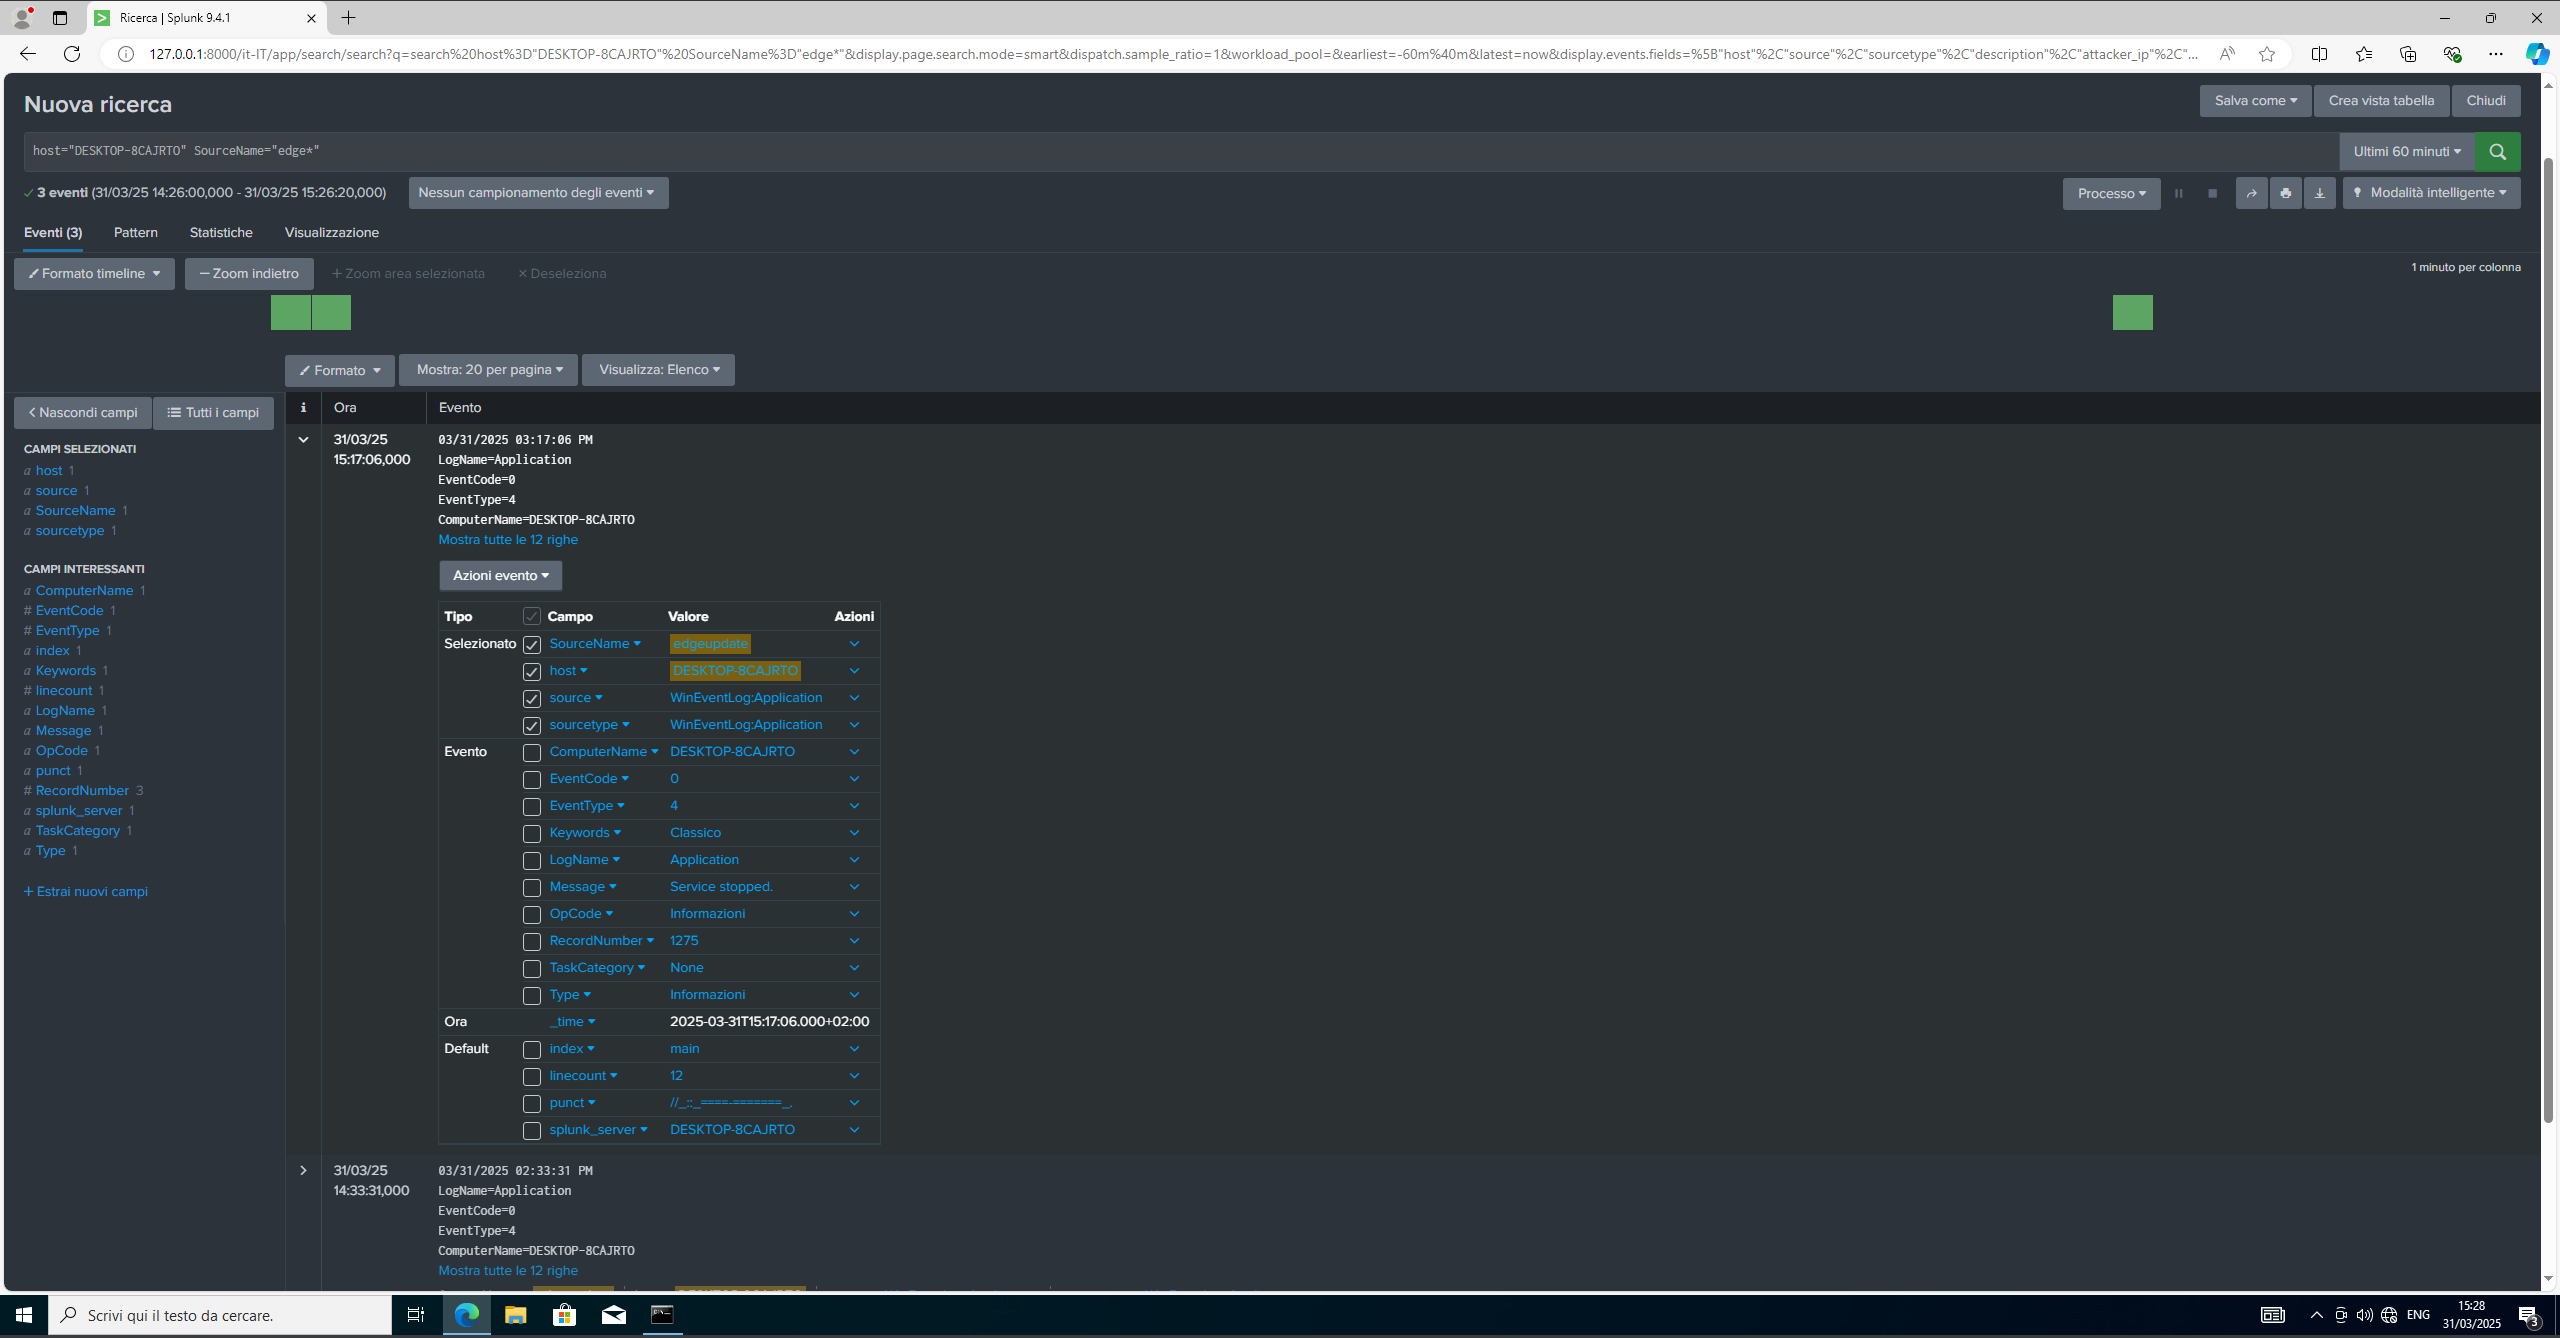 Ricerca | Splunk 9.4.1
127.0.0.1:8000/it-IT/app/search/search?q=search%20host%3D"DESKTOP-8CAJRTO"%20SourceName%3D"edge*"&display.page.search.mode=smart&dispatch.sample_ratio=1&workload_pool=&earliest=-60m%40m&latest=now&display.events.fields=%5B"host"%2C"source"%2C"sourcetype"%2C"description"%2C"attacker_ip"%2C"...
Nuova ricerca
Salva come
Crea vista tabella
Chiudi
host="DESKTOP-8CAJRTO" SourceName="edge*"
Ultimi 60 minuti
3 eventi (31/03/25 14:26:00,000 - 31/03/25 15:26:20,000)
Nessun campionamento degli eventi
Processo
Modalità intelligente
Eventi (3)
Pattern
Statistiche
Visualizzazione
Formato timeline
Zoom indietro
+ Zoom area selezionata
× Deseleziona
1 minuto per colonna
Formato
Mostra: 20 per pagina
Visualizza: Elenco
Nascondi campi
Tutti i campi
CAMPI SELEZIONATI
a host 1
a source 1
a SourceName 1
a sourcetype 1
CAMPI INTERESSANTI
a ComputerName 1
# EventCode 1
# EventType 1
a index 1
a Keywords 1
# linecount 1
a LogName 1
a Message 1
a OpCode 1
a punct 1
# RecordNumber 3
a splunk_server 1
a TaskCategory 1
a Type 1
+ Estrai nuovi campi
i Ora Evento
31/03/25
15:17:06,000
03/31/2025 03:17:06 PM
LogName=Application
EventCode=0
EventType=4
ComputerName=DESKTOP-8CAJRTO
Mostra tutte le 12 righe
Azioni evento
Tipo Campo Valore Azioni
Selezionato SourceName edgeupdate
host DESKTOP-8CAJRTO
source WinEventLog:Application
sourcetype WinEventLog:Application
Evento ComputerName DESKTOP-8CAJRTO
EventCode 0
EventType 4
Keywords Classico
LogName Application
Message Service stopped.
OpCode Informazioni
RecordNumber 1275
TaskCategory None
Type Informazioni
Ora _time 2025-03-31T15:17:06.000+02:00
Default index main
linecount 12
punct //_::_====-=======_.
splunk_server DESKTOP-8CAJRTO
31/03/25
14:33:31,000
03/31/2025 02:33:31 PM
LogName=Application
EventCode=0
EventType=4
ComputerName=DESKTOP-8CAJRTO
Mostra tutte le 12 righe
Scrivi qui il testo da cercare.
ENG
15:28
31/03/2025
3